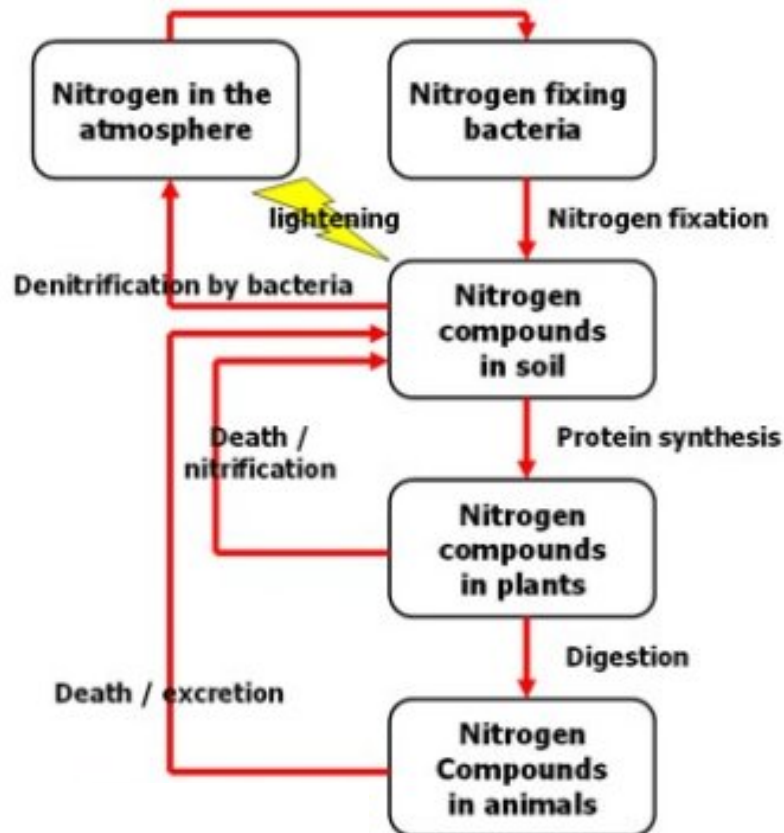 Nitrogen in the
atmosphere
Nitrogen fixing
bacteria
lightening
Nitrogen fixation
Denitrification by bacteria
Nitrogen
compounds
in soil
Death /
nitrification
Protein synthesis
Nitrogen
compounds
in plants
Digestion
Death / excretion
Nitrogen
Compounds
in animals